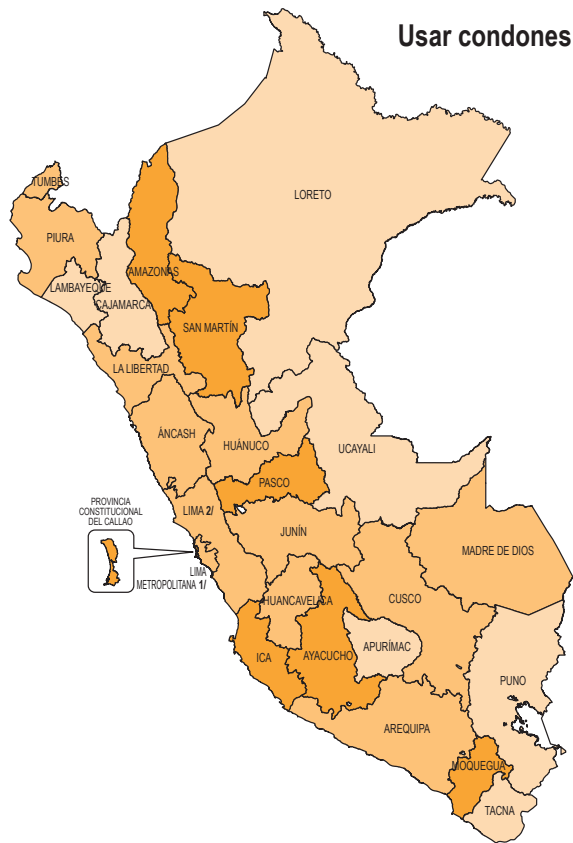 Usar condones
TUMBES
LORETO
PIURA
AMAZONAS
LAMBAYEQUE
CAJAMARCA
SAN MARTÍN
LA LIBERTAD
ÁNCASH
HUÁNUCO
UCAYALI
PASCO
PROVINCIA
CONSTITUCIONAL
DEL CALLAO
LIMA 2/
JUNÍN
MADRE DE DIOS
LIMA
METROPOLITANA 1/
HUANCAVELICA
CUSCO
ICA
AYACUCHO
APURÍMAC
PUNO
AREQUIPA
MOQUEGUA
TACNA